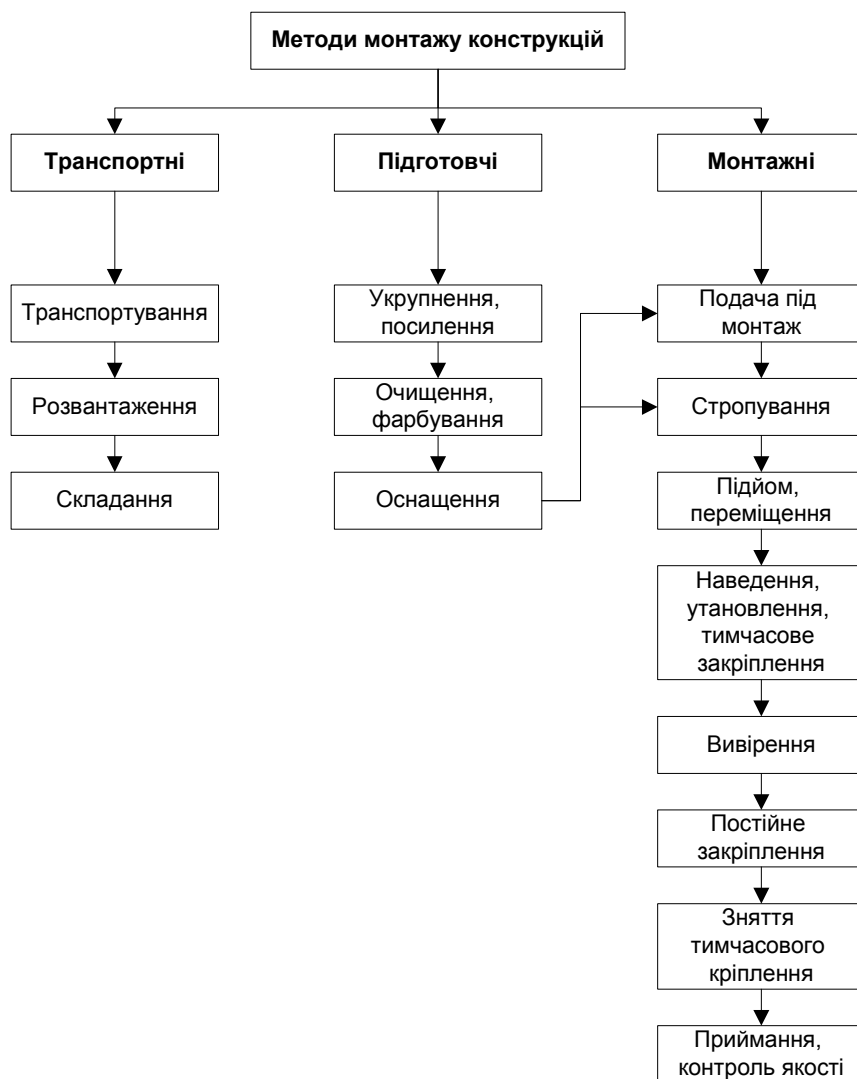 Методи монтажу конструкцій
Транспортні
Підготовчі
Монтажні
Транспортування
Розвантаження
Складання
Укрупнення,
посилення
Очищення,
фарбування
Оснащення
Подача під
монтаж
Стропування
Підйом,
переміщення
Наведення,
утановлення,
тимчасове
закріплення
Вивірення
Постійне
закріплення
Зняття
тимчасового
кріплення
Приймання,
контроль якості